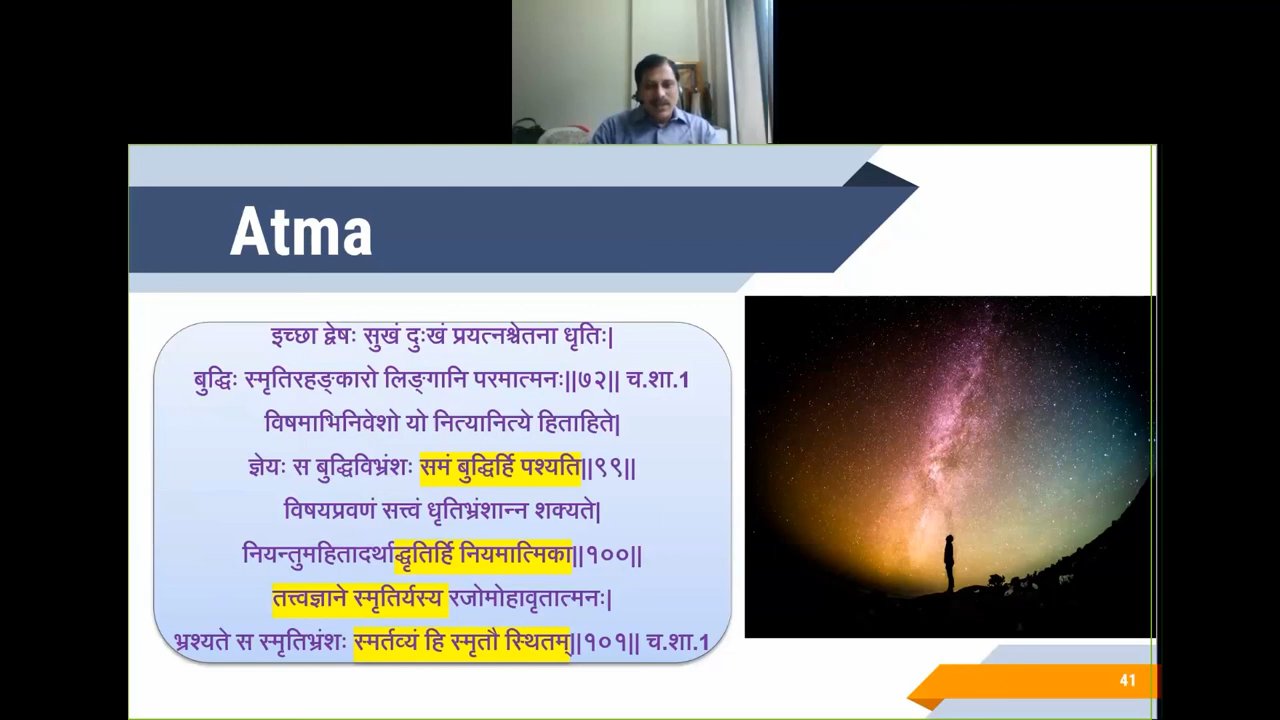 Atma
इच्छा द्वेषः सुखं दुःखं प्रयत्नश्चेतना धृतिः|
बुद्धिः स्मृतिरहङ्कारो लिङ्गानि परमात्मनः||७२|| च.शा.1
विषमाभिनिवेशो यो नित्यानित्ये हिताहिते|
ज्ञेयः स बुद्धिविभ्रंशः समं बुद्धिर्हि पश्यति||९९||
विषयप्रवणं सत्त्वं धृतिभ्रंशान्न शक्यते|
नियन्तुमहितादर्थाद्धृतिर्हि नियमात्मिका||१००||
तत्त्वज्ञाने स्मृतिर्यस्य रजोमोहावृतात्मनः|
भ्रश्यते स स्मृतिभ्रंशः स्मर्तव्यं हि स्मृतौ स्थितम्||१०१|| च.शा.1
41